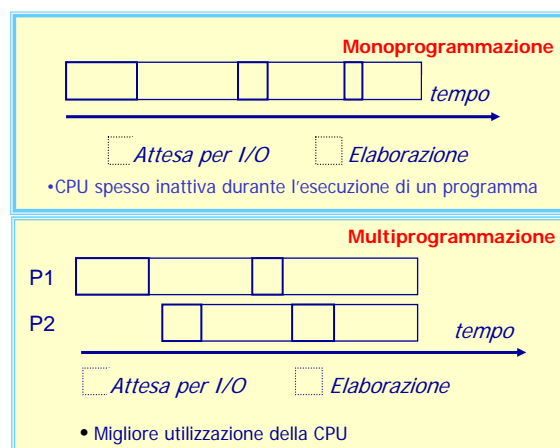 Monoprogrammazione
tempo
Attesa per I/O Elaborazione
•CPU spesso inattiva durante l'esecuzione di un programma
Multiprogrammazione
P1
P2
tempo
Attesa per I/O Elaborazione
• Migliore utilizzazione della CPU